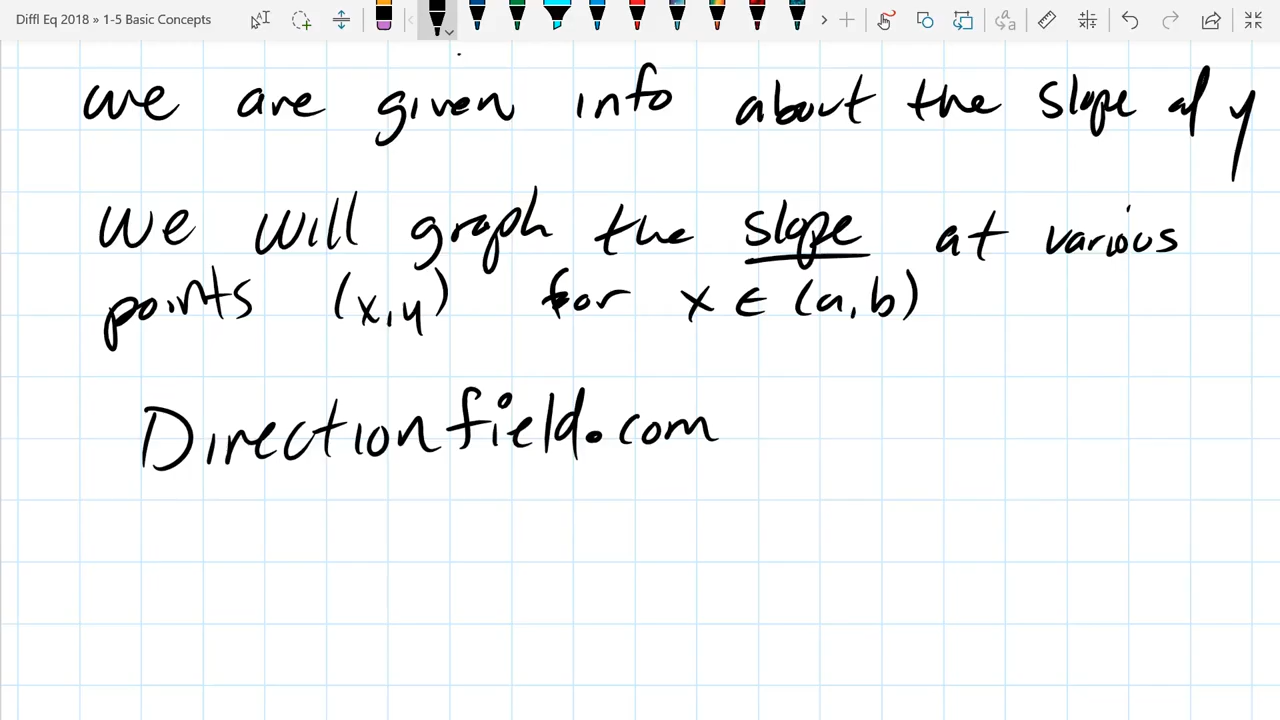 Diffl Eq 2018 » 1-5 Basic Concepts
we are given info about the slope of y
we will graph the slope at various
points (x,y) for x ∈ (a,b)
Directionfield.com